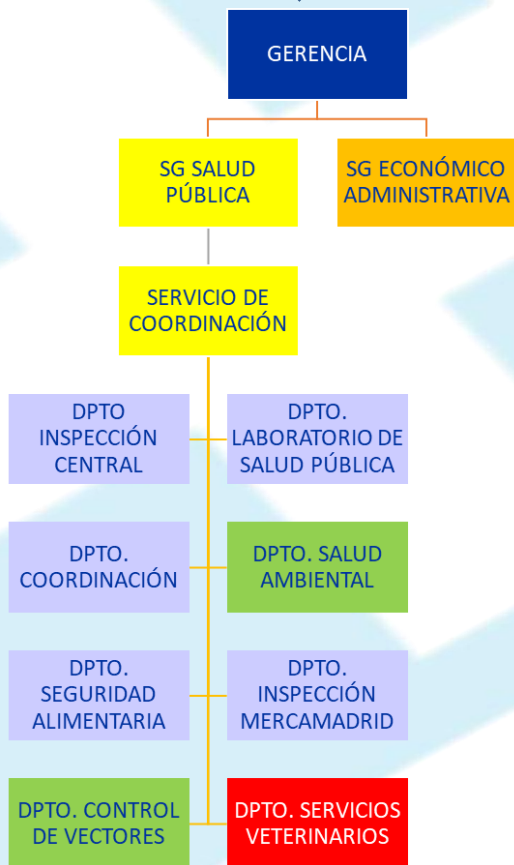 GERENCIA
SG SALUD
PÚBLICA
SG ECONÓMICO
ADMINISTRATIVA
SERVICIO DE
COORDINACIÓN
DPTO
INSPECCIÓN
CENTRAL
DPTO.
LABORATORIO DE
SALUD PÚBLICA
DPTO.
COORDINACIÓN
DPTO. SALUD
AMBIENTAL
DPTO.
SEGURIDAD
ALIMENTARIA
DPTO.
INSPECCIÓN
MERCAMADRID
DPTO. CONTROL
DE VECTORES
DPTO. SERVICIOS
VETERINARIOS